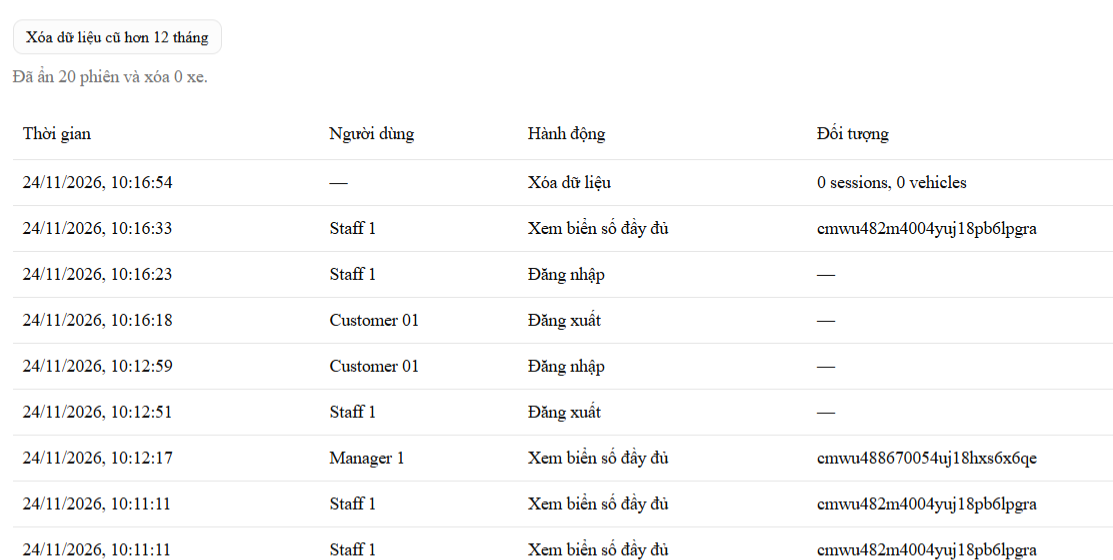 Xóa dữ liệu cũ hơn 12 tháng
Đã ẩn 20 phiên và xóa 0 xe.
Thời gian Người dùng Hành động Đối tượng
24/11/2026, 10:16:54 — Xóa dữ liệu 0 sessions, 0 vehicles
24/11/2026, 10:16:33 Staff 1 Xem biển số đầy đủ cmwu482m4004yuj18pb6lpgra
24/11/2026, 10:16:23 Staff 1 Đăng nhập —
24/11/2026, 10:16:18 Customer 01 Đăng xuất —
24/11/2026, 10:12:59 Customer 01 Đăng nhập —
24/11/2026, 10:12:51 Staff 1 Đăng xuất —
24/11/2026, 10:12:17 Manager 1 Xem biển số đầy đủ cmwu488670054uj18hxs6x6qe
24/11/2026, 10:11:11 Staff 1 Xem biển số đầy đủ cmwu482m4004yuj18pb6lpgra
24/11/2026, 10:11:11 Staff 1 Xem biển số đầy đủ cmwu482m4004yuj18pb6lpgra